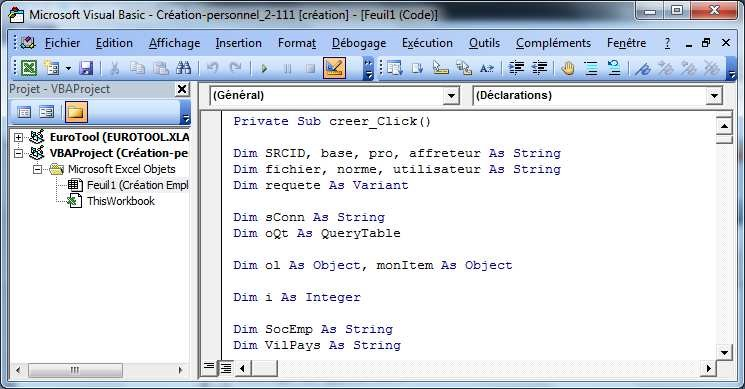 Microsoft Visual Basic - Création-personnel_2-111 [création] - [Feuil1 (Code)]
Fichier Edition Affichage Insertion Format Débogage Exécution Outils Compléments Fenêtre ?
Projet - VBAProject
EuroTool (EUROTOOL.XLA
VBAProject (Création-pe
Microsoft Excel Objets
Feuil1 (Création Empl
ThisWorkbook
(Général) (Déclarations)
Private Sub creer_Click()
Dim SRCID, base, pro, affreteur As String
Dim fichier, norme, utilisateur As String
Dim requete As Variant
Dim sConn As String
Dim oQt As QueryTable
Dim ol As Object, monItem As Object
Dim i As Integer
Dim SocEmp As String
Dim VilPays As String